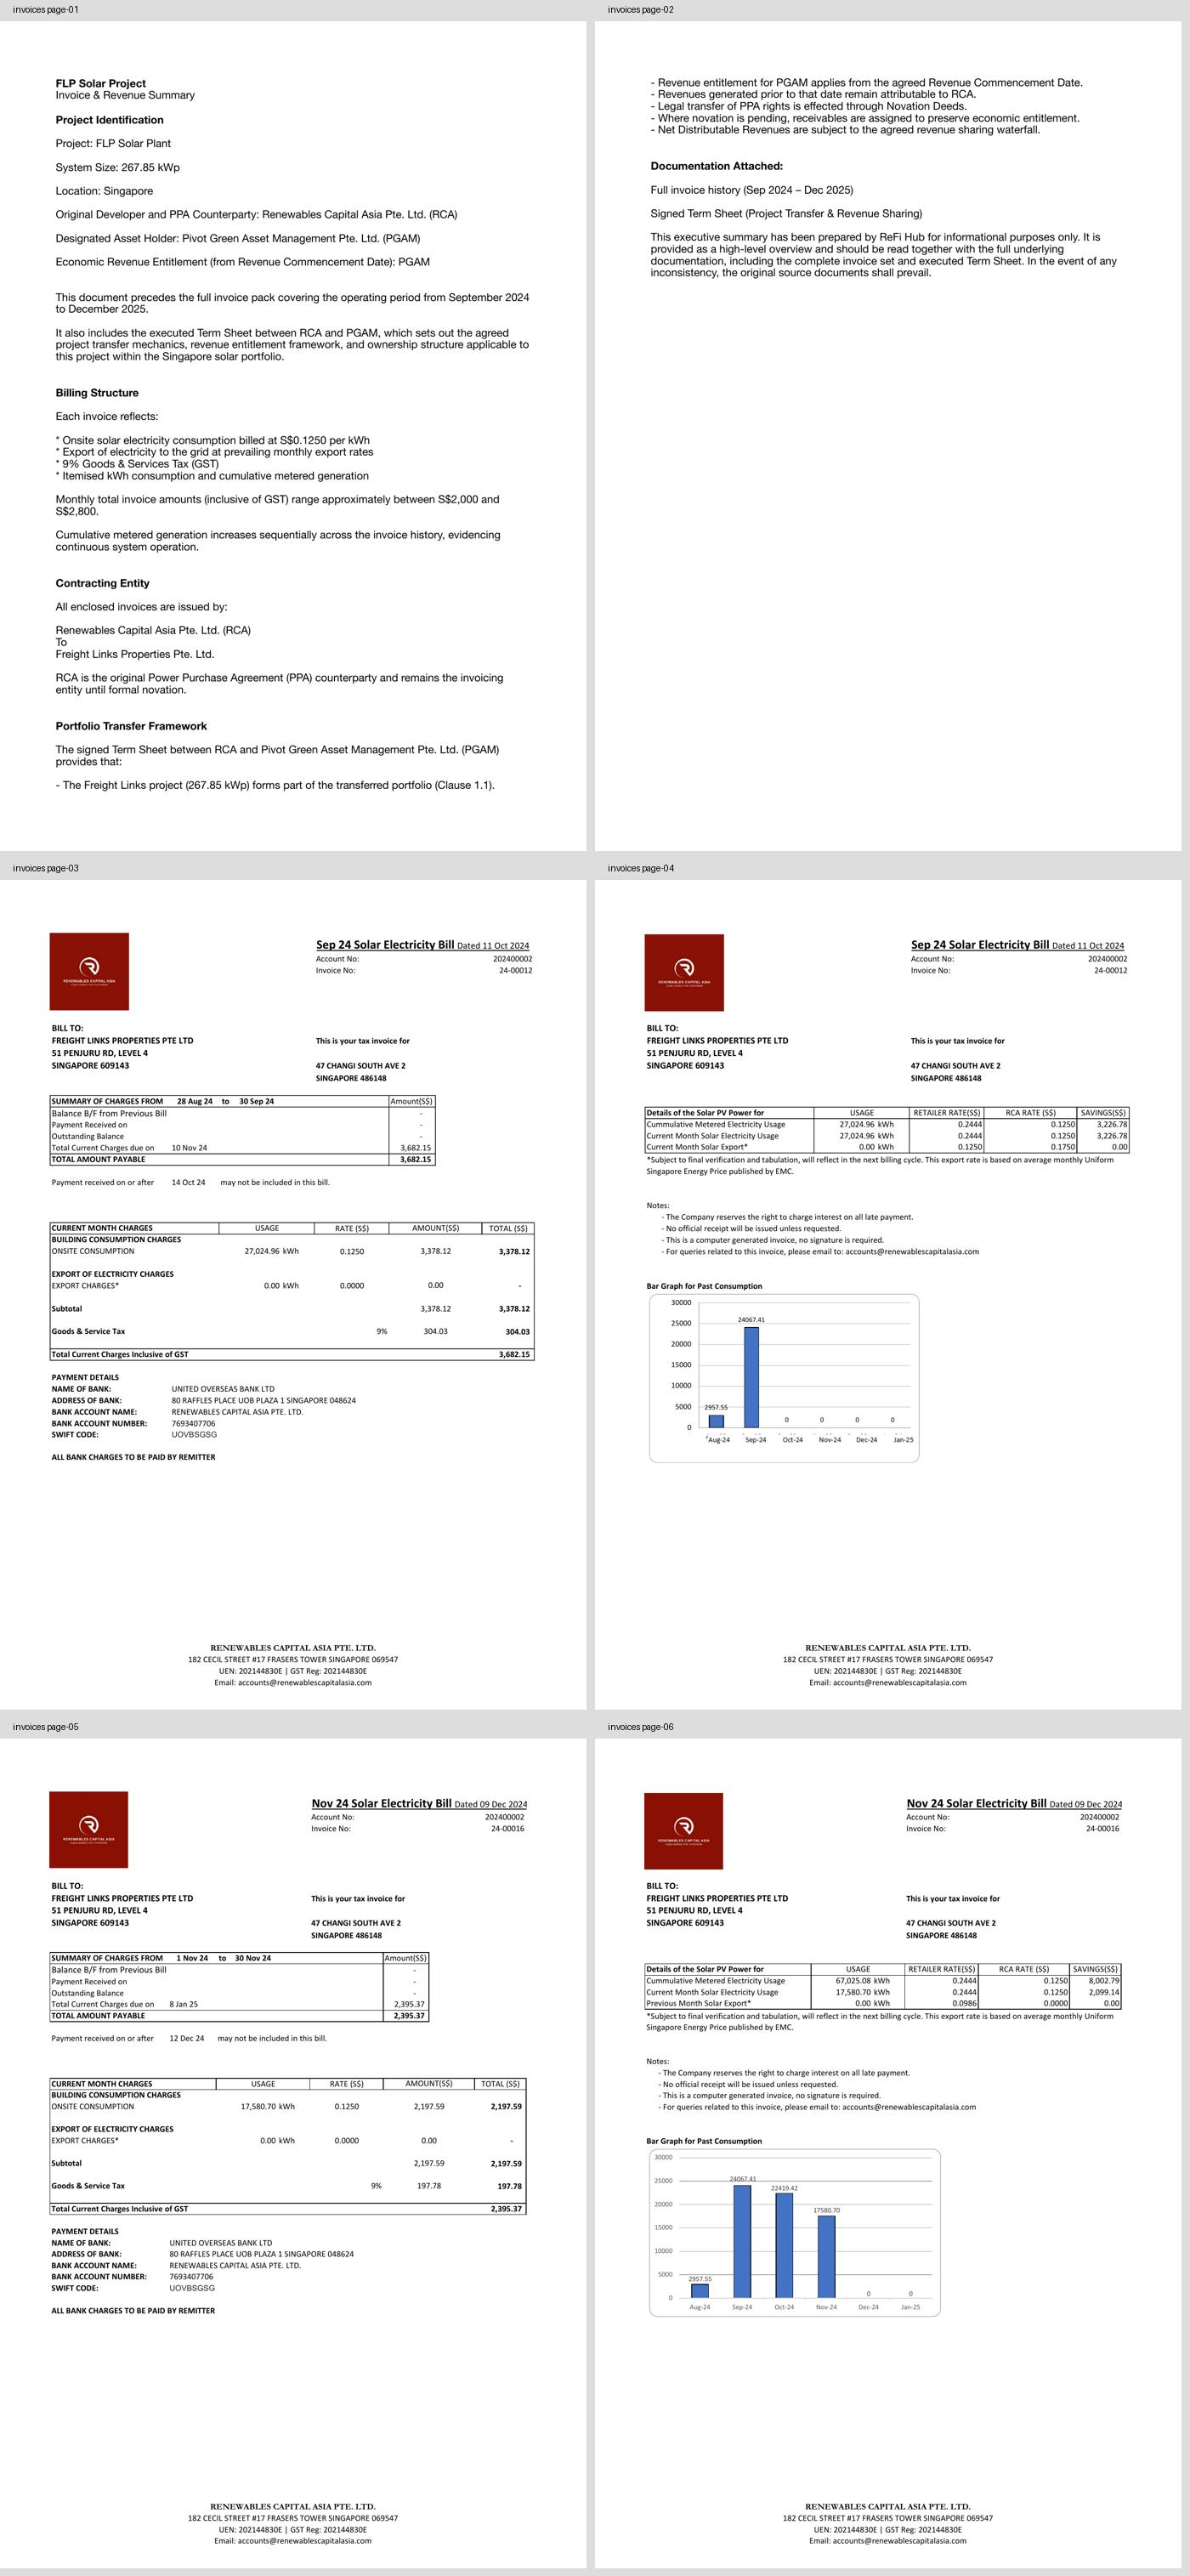 invoices page-01
FLP Solar Project
Invoice & Revenue Summary
Project Identification
Project: FLP Solar Plant
System Size: 267.85 kWp
Location: Singapore
Original Developer and PPA Counterparty: Renewables Capital Asia Pte. Ltd. (RCA)
Designated Asset Holder: Pivot Green Asset Management Pte. Ltd. (PGAM)
Economic Revenue Entitlement (from Revenue Commencement Date): PGAM
This document precedes the full invoice pack covering the operating period from September 2024
to December 2025.
It also includes the executed Term Sheet between RCA and PGAM, which sets out the agreed
project transfer mechanics, revenue entitlement framework, and ownership structure applicable to
this project within the Singapore solar portfolio.
Billing Structure
Each invoice reflects:
* Onsite solar electricity consumption billed at S$0.1250 per kWh
* Export of electricity to the grid at prevailing monthly export rates
* 9% Goods & Services Tax (GST)
* Itemised kWh consumption and cumulative metered generation
Monthly total invoice amounts (inclusive of GST) range approximately between S$2,000 and
S$2,800.
Cumulative metered generation increases sequentially across the invoice history, evidencing
continuous system operation.
Contracting Entity
All enclosed invoices are issued by:
Renewables Capital Asia Pte. Ltd. (RCA)
To
Freight Links Properties Pte. Ltd.
RCA is the original Power Purchase Agreement (PPA) counterparty and remains the invoicing
entity until formal novation.
Portfolio Transfer Framework
The signed Term Sheet between RCA and Pivot Green Asset Management Pte. Ltd. (PGAM)
provides that:
- The Freight Links project (267.85 kWp) forms part of the transferred portfolio (Clause 1.1).
invoices page-02
- Revenue entitlement for PGAM applies from the agreed Revenue Commencement Date.
- Revenues generated prior to that date remain attributable to RCA.
- Legal transfer of PPA rights is effected through Novation Deeds.
- Where novation is pending, receivables are assigned to preserve economic entitlement.
- Net Distributable Revenues are subject to the agreed revenue sharing waterfall.
Documentation Attached:
Full invoice history (Sep 2024 – Dec 2025)
Signed Term Sheet (Project Transfer & Revenue Sharing)
This executive summary has been prepared by ReFi Hub for informational purposes only. It is
provided as a high-level overview and should be read together with the full underlying
documentation, including the complete invoice set and executed Term Sheet. In the event of any
inconsistency, the original source documents shall prevail.
invoices page-03
RENEWABLES CAPITAL ASIA
Sep 24 Solar Electricity Bill Dated 11 Oct 2024
Account No: 202400002
Invoice No: 24-00012
BILL TO:
FREIGHT LINKS PROPERTIES PTE LTD This is your tax invoice for
51 PENJURU RD, LEVEL 4
SINGAPORE 609143 47 CHANGI SOUTH AVE 2
SINGAPORE 486148
SUMMARY OF CHARGES FROM 28 Aug 24 to 30 Sep 24 Amount(S$)
Balance B/F from Previous Bill -
Payment Received on -
Outstanding Balance -
Total Current Charges due on 10 Nov 24 3,682.15
TOTAL AMOUNT PAYABLE 3,682.15
Payment received on or after 14 Oct 24 may not be included in this bill.
CURRENT MONTH CHARGES USAGE RATE (S$) AMOUNT(S$) TOTAL (S$)
BUILDING CONSUMPTION CHARGES
ONSITE CONSUMPTION 27,024.96 kWh 0.1250 3,378.12 3,378.12
EXPORT OF ELECTRICITY CHARGES
EXPORT CHARGES* 0.00 kWh 0.0000 0.00 -
Subtotal 3,378.12 3,378.12
Goods & Service Tax 9% 304.03 304.03
Total Current Charges Inclusive of GST 3,682.15
PAYMENT DETAILS
NAME OF BANK: UNITED OVERSEAS BANK LTD
ADDRESS OF BANK: 80 RAFFLES PLACE UOB PLAZA 1 SINGAPORE 048624
BANK ACCOUNT NAME: RENEWABLES CAPITAL ASIA PTE. LTD.
BANK ACCOUNT NUMBER: 7693407706
SWIFT CODE: UOVBSGSG
ALL BANK CHARGES TO BE PAID BY REMITTER
RENEWABLES CAPITAL ASIA PTE. LTD.
182 CECIL STREET #17 FRASERS TOWER SINGAPORE 069547
UEN: 202144830E | GST Reg: 202144830E
Email: accounts@renewablescapitalasia.com
invoices page-04
RENEWABLES CAPITAL ASIA
Sep 24 Solar Electricity Bill Dated 11 Oct 2024
Account No: 202400002
Invoice No: 24-00012
BILL TO:
FREIGHT LINKS PROPERTIES PTE LTD This is your tax invoice for
51 PENJURU RD, LEVEL 4
SINGAPORE 609143 47 CHANGI SOUTH AVE 2
SINGAPORE 486148
Details of the Solar PV Power for USAGE RETAILER RATE(S$) RCA RATE (S$) SAVINGS(S$)
Cummulative Metered Electricity Usage 27,024.96 kWh 0.2444 0.1250 3,226.78
Current Month Solar Electricity Usage 27,024.96 kWh 0.2444 0.1250 3,226.78
Current Month Solar Export* 0.00 kWh 0.1250 0.1750 0.00
*Subject to final verification and tabulation, will reflect in the next billing cycle. This export rate is based on average monthly Uniform
Singapore Energy Price published by EMC.
Notes:
- The Company reserves the right to charge interest on all late payment.
- No official receipt will be issued unless requested.
- This is a computer generated invoice, no signature is required.
- For queries related to this invoice, please email to: accounts@renewablescapitalasia.com
Bar Graph for Past Consumption
30000
25000
20000
15000
10000
5000
0
2957.55 24067.41 0 0 0 0
Aug-24 Sep-24 Oct-24 Nov-24 Dec-24 Jan-25
RENEWABLES CAPITAL ASIA PTE. LTD.
182 CECIL STREET #17 FRASERS TOWER SINGAPORE 069547
UEN: 202144830E | GST Reg: 202144830E
Email: accounts@renewablescapitalasia.com
invoices page-05
RENEWABLES CAPITAL ASIA
Nov 24 Solar Electricity Bill Dated 09 Dec 2024
Account No: 202400002
Invoice No: 24-00016
BILL TO:
FREIGHT LINKS PROPERTIES PTE LTD This is your tax invoice for
51 PENJURU RD, LEVEL 4
SINGAPORE 609143 47 CHANGI SOUTH AVE 2
SINGAPORE 486148
SUMMARY OF CHARGES FROM 1 Nov 24 to 30 Nov 24 Amount(S$)
Balance B/F from Previous Bill -
Payment Received on -
Outstanding Balance -
Total Current Charges due on 8 Jan 25 2,395.37
TOTAL AMOUNT PAYABLE 2,395.37
Payment received on or after 12 Dec 24 may not be included in this bill.
CURRENT MONTH CHARGES USAGE RATE (S$) AMOUNT(S$) TOTAL (S$)
BUILDING CONSUMPTION CHARGES
ONSITE CONSUMPTION 17,580.70 kWh 0.1250 2,197.59 2,197.59
EXPORT OF ELECTRICITY CHARGES
EXPORT CHARGES* 0.00 kWh 0.0000 0.00 -
Subtotal 2,197.59 2,197.59
Goods & Service Tax 9% 197.78 197.78
Total Current Charges Inclusive of GST 2,395.37
PAYMENT DETAILS
NAME OF BANK: UNITED OVERSEAS BANK LTD
ADDRESS OF BANK: 80 RAFFLES PLACE UOB PLAZA 1 SINGAPORE 048624
BANK ACCOUNT NAME: RENEWABLES CAPITAL ASIA PTE. LTD.
BANK ACCOUNT NUMBER: 7693407706
SWIFT CODE: UOVBSGSG
ALL BANK CHARGES TO BE PAID BY REMITTER
RENEWABLES CAPITAL ASIA PTE. LTD.
182 CECIL STREET #17 FRASERS TOWER SINGAPORE 069547
UEN: 202144830E | GST Reg: 202144830E
Email: accounts@renewablescapitalasia.com
invoices page-06
RENEWABLES CAPITAL ASIA
Nov 24 Solar Electricity Bill Dated 09 Dec 2024
Account No: 202400002
Invoice No: 24-00016
BILL TO:
FREIGHT LINKS PROPERTIES PTE LTD This is your tax invoice for
51 PENJURU RD, LEVEL 4
SINGAPORE 609143 47 CHANGI SOUTH AVE 2
SINGAPORE 486148
Details of the Solar PV Power for USAGE RETAILER RATE(S$) RCA RATE (S$) SAVINGS(S$)
Cummulative Metered Electricity Usage 67,025.08 kWh 0.2444 0.1250 8,002.79
Current Month Solar Electricity Usage 17,580.70 kWh 0.2444 0.1250 2,099.14
Previous Month Solar Export* 0.00 kWh 0.0986 0.0000 0.00
*Subject to final verification and tabulation, will reflect in the next billing cycle. This export rate is based on average monthly Uniform
Singapore Energy Price published by EMC.
Notes:
- The Company reserves the right to charge interest on all late payment.
- No official receipt will be issued unless requested.
- This is a computer generated invoice, no signature is required.
- For queries related to this invoice, please email to: accounts@renewablescapitalasia.com
Bar Graph for Past Consumption
30000
25000
20000
15000
10000
5000
0
2957.55 24067.41 22419.42 17580.70 0 0
Aug-24 Sep-24 Oct-24 Nov-24 Dec-24 Jan-25
RENEWABLES CAPITAL ASIA PTE. LTD.
182 CECIL STREET #17 FRASERS TOWER SINGAPORE 069547
UEN: 202144830E | GST Reg: 202144830E
Email: accounts@renewablescapitalasia.com